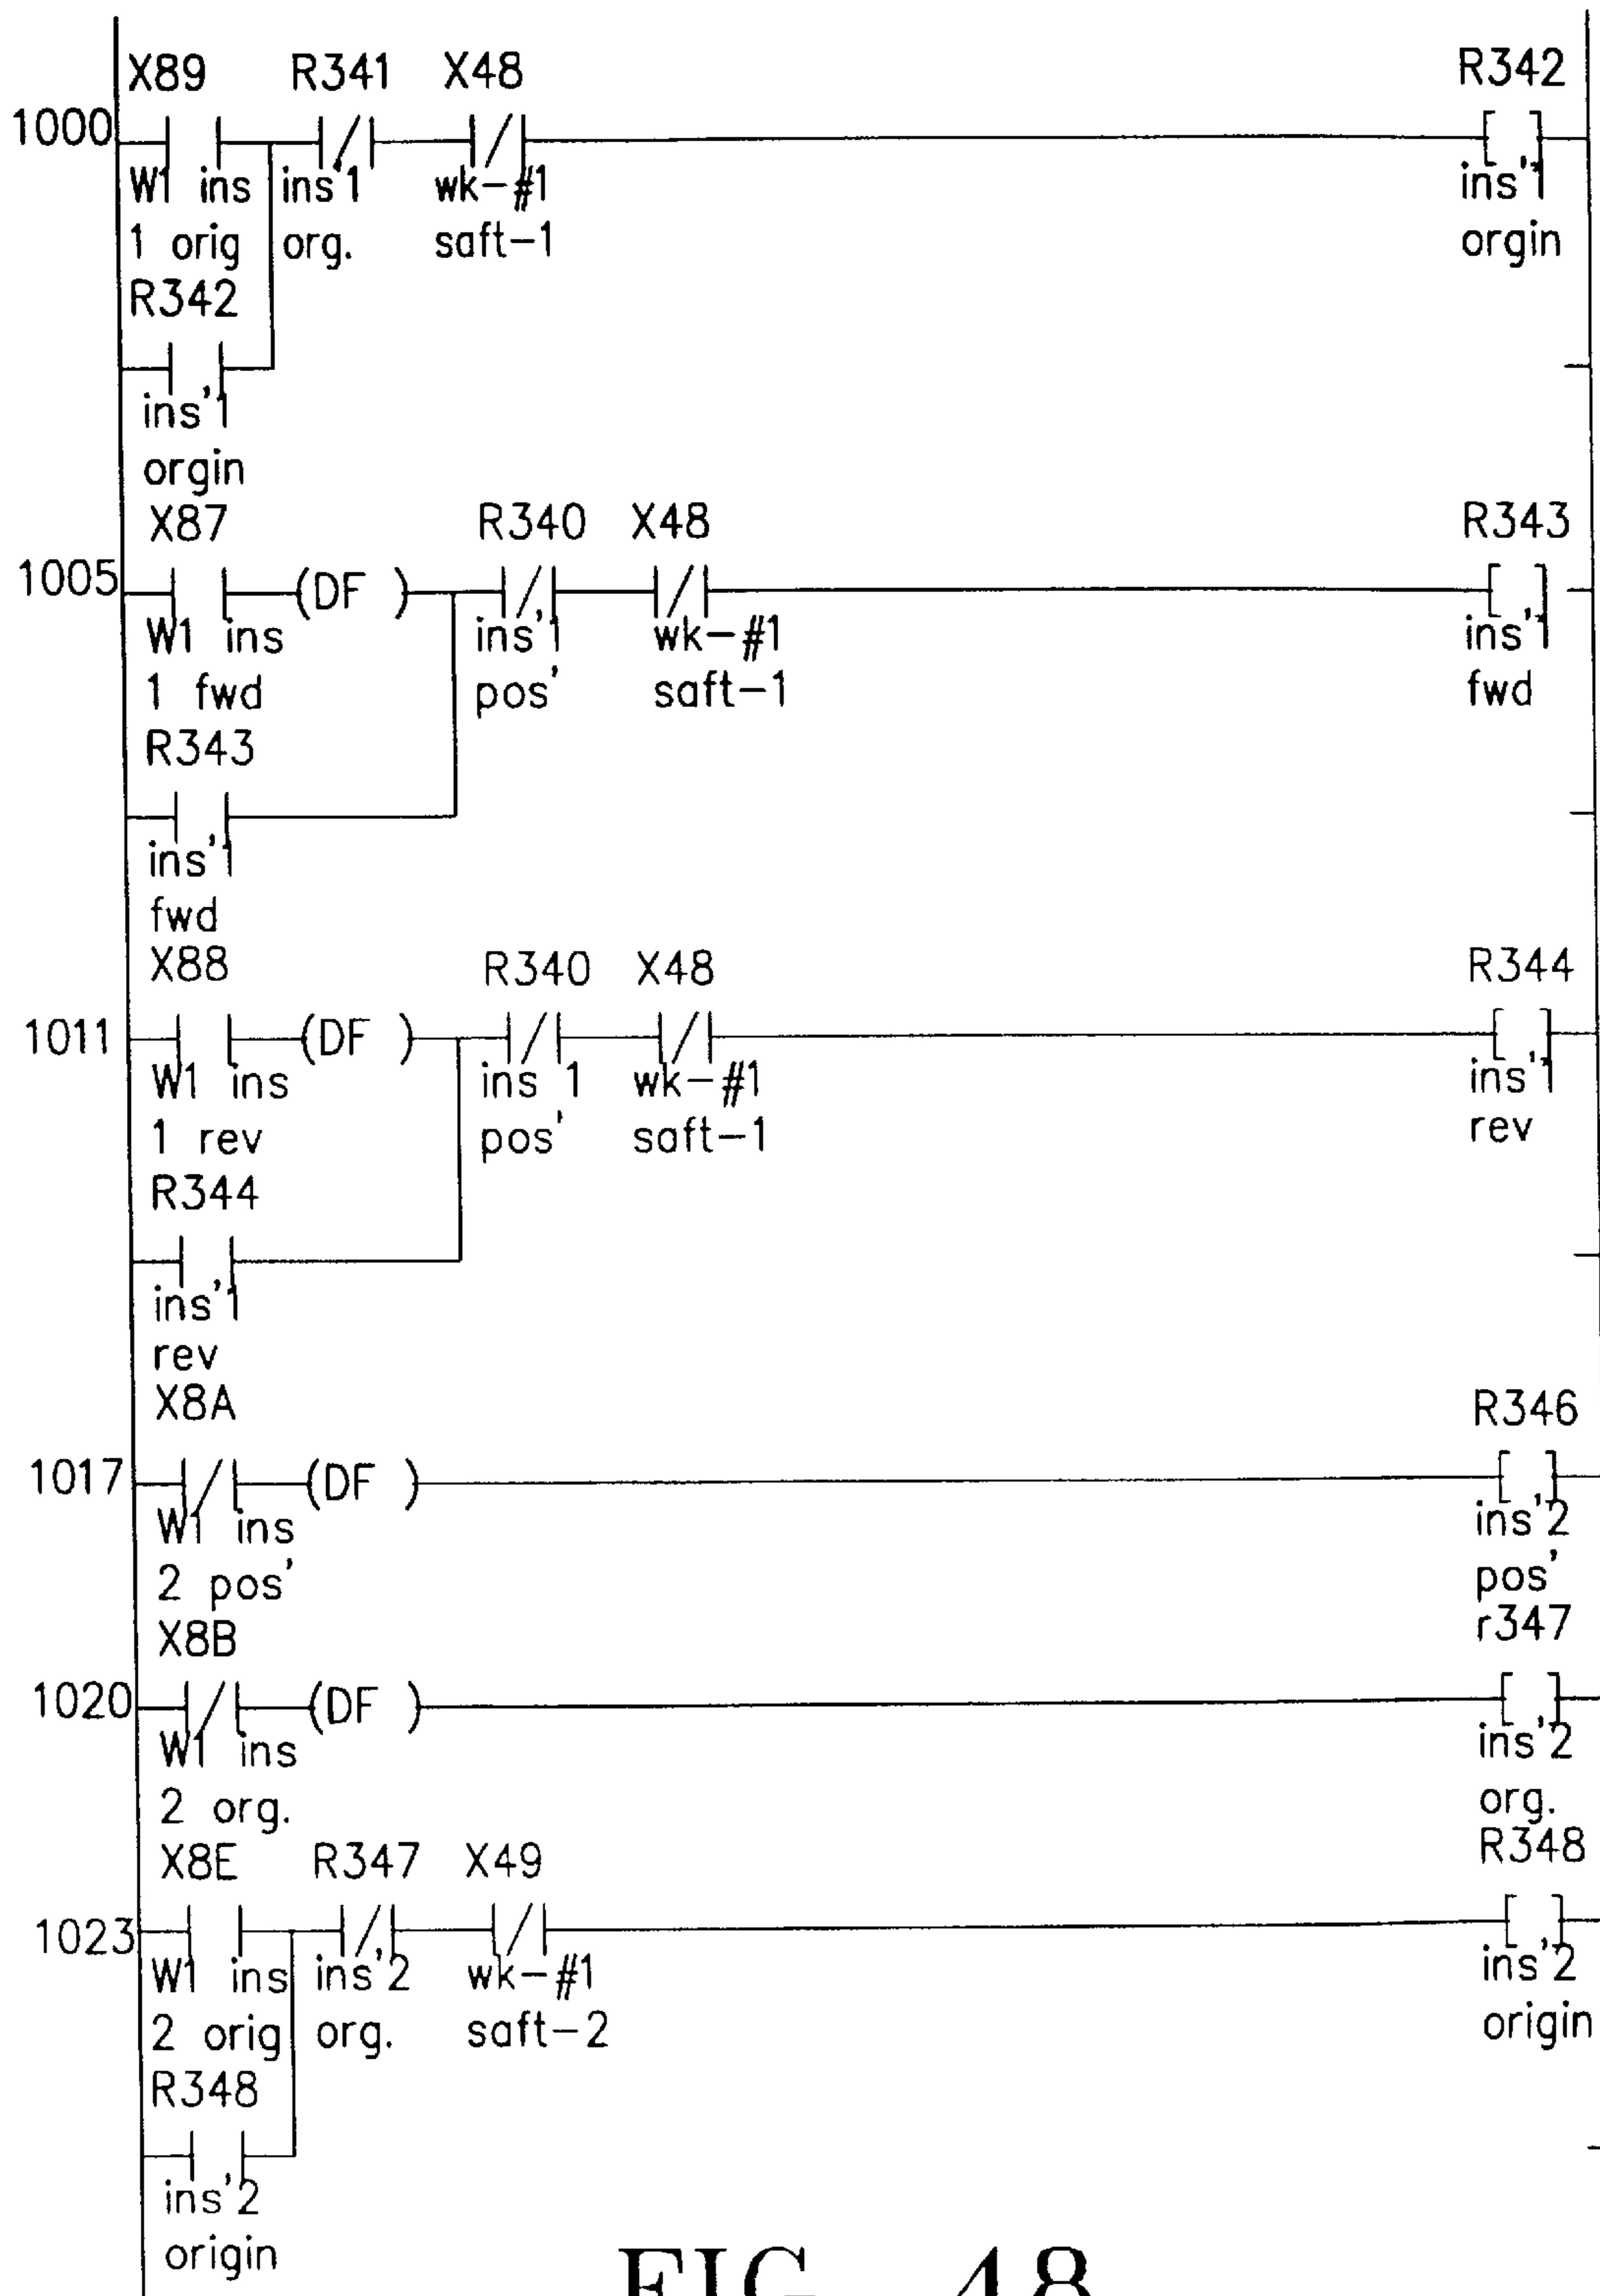 X89 R341 X48 R342
1000
W1 ins ins'1 wk-#1 ins'1
1 orig org. saft-1 orgin
R342
ins'1
orgin
X87 R340 X48 R343
1005 (DF )
W1 ins ins'1 wk-#1 ins'1
1 fwd pos' saft-1 fwd
R343
ins'1
fwd
X88 R340 X48 R344
1011 (DF )
W1 ins ins'1 wk-#1 ins'1
1 rev pos' saft-1 rev
R344
ins'1
rev
X8A R346
1017 (DF )
W1 ins ins'2
2 pos' pos'
X8B r347
1020 (DF )
W1 ins ins'2
2 org. org.
X8E R347 X49 R348
1023
W1 ins ins'2 wk-#1 ins'2
2 orig org. saft-2 origin
R348
ins'2
origin
FIG. 48